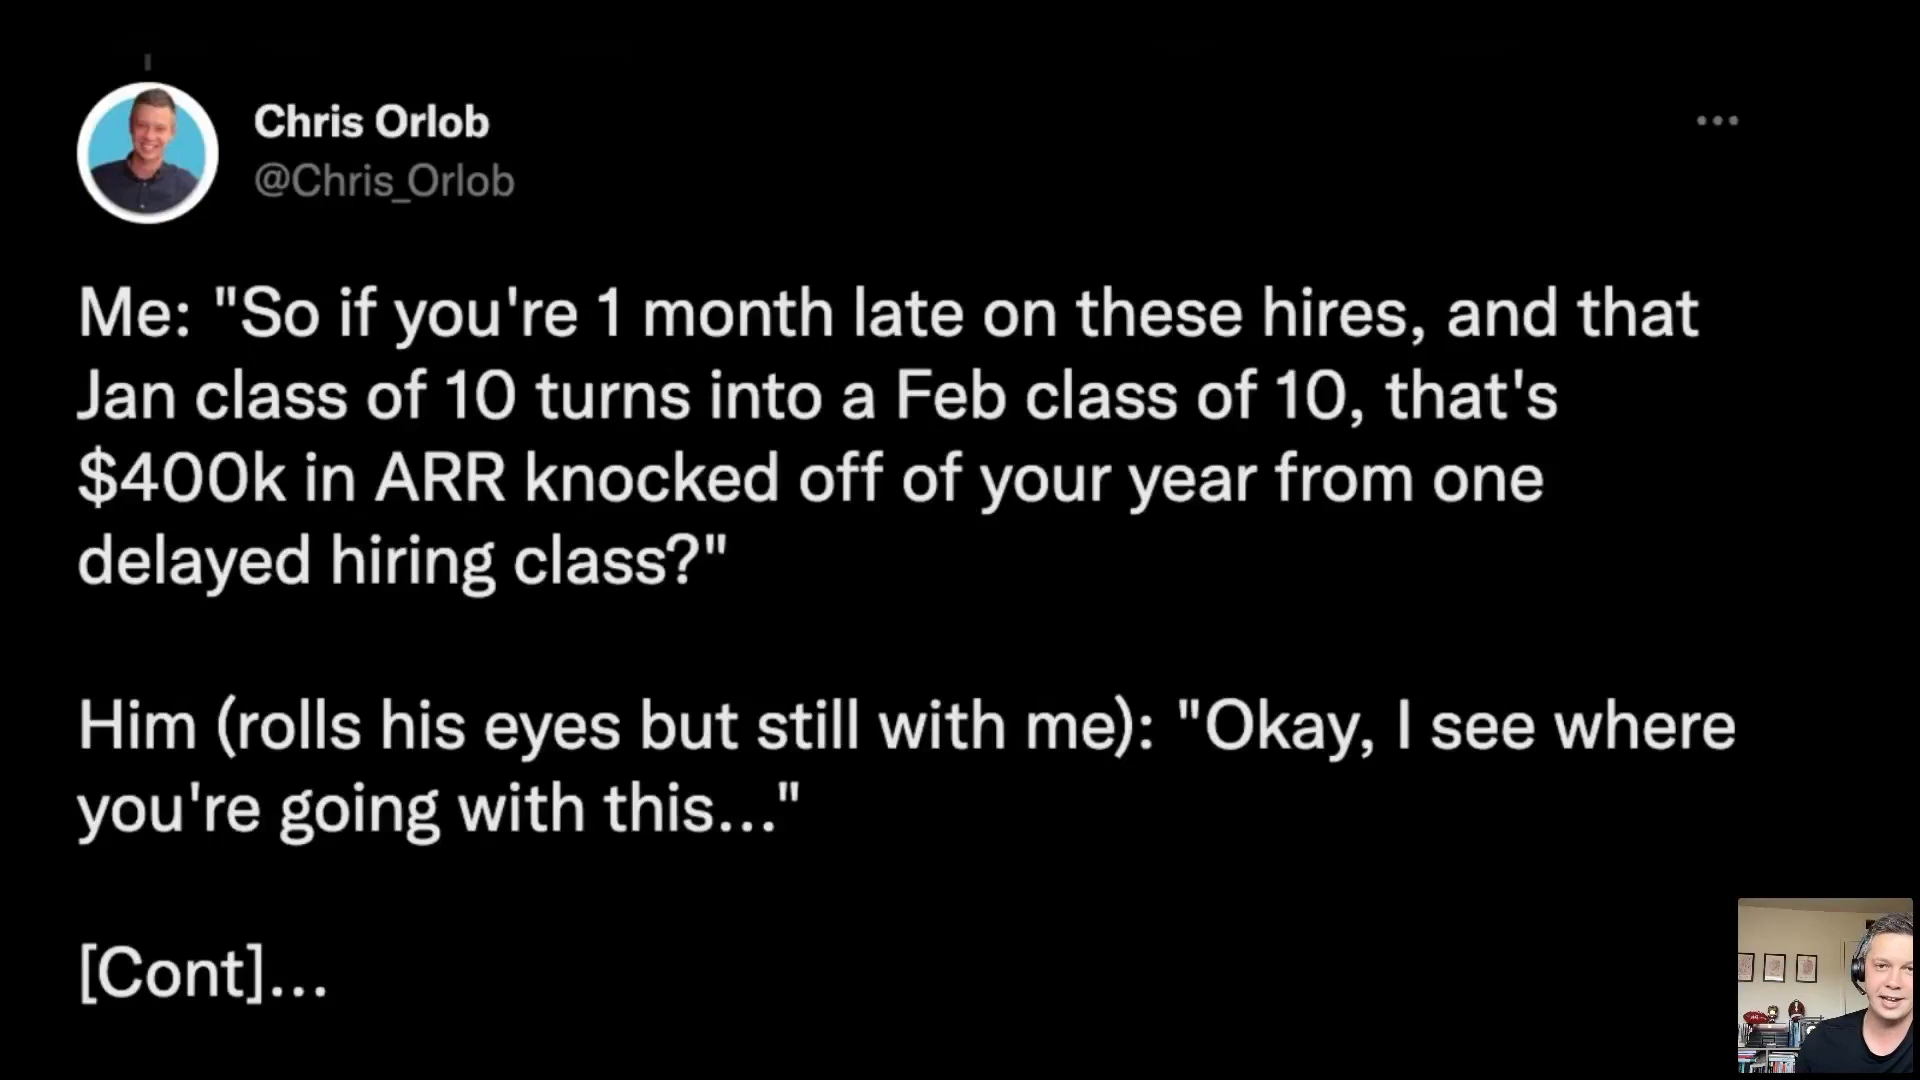 Chris Orlob
@Chris_Orlob
Me: "So if you're 1 month late on these hires, and that
Jan class of 10 turns into a Feb class of 10, that's
$400k in ARR knocked off of your year from one
delayed hiring class?"
Him (rolls his eyes but still with me): "Okay, I see where
you're going with this..."
[Cont]...